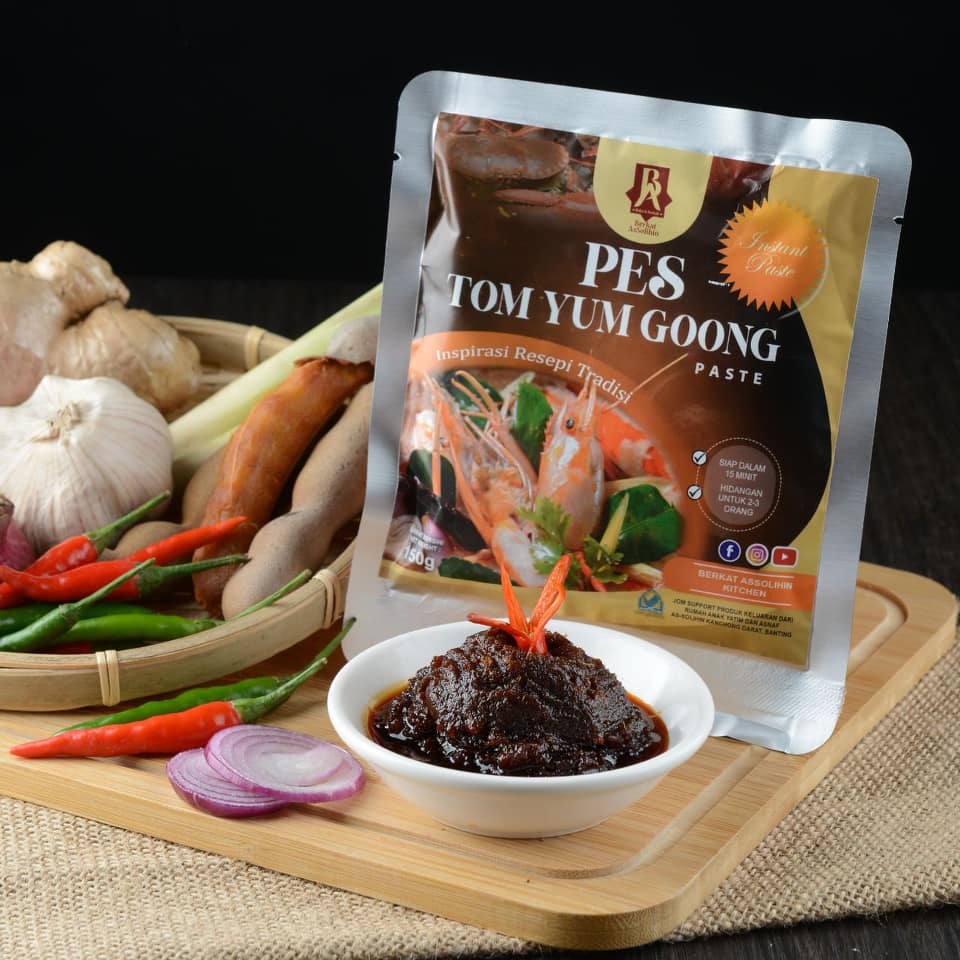 BA
Berkat
AsSolihin
Instant
Paste
PES
TOM YUM GOONG
PASTE
Inspirasi Resepi Tradisi
SIAP DALAM
15 MINIT
HIDANGAN
UNTUK 2-3
ORANG
150g
BERKAT ASSOLIHIN
KITCHEN
JOM SUPPORT PRODUK KELUARAN DARI
RUMAH ANAK YATIM DAN ASNAF
AS-SOLIHIN KANCHONG DARAT, BANTING